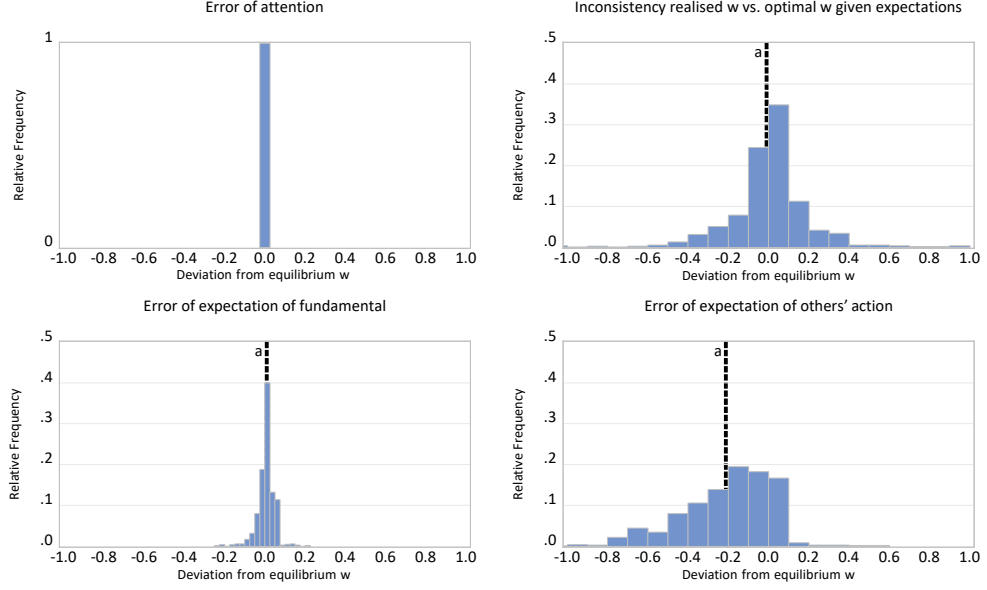 Error of attention
1
0
Relative Frequency
-1.0 -0.8 -0.6 -0.4 -0.2 0.0 0.2 0.4 0.6 0.8 1.0
Deviation from equilibrium w
Inconsistency realised w vs. optimal w given expectations
.5
.4
.3
.2
.1
.0
a
Relative Frequency
-1.0 -0.8 -0.6 -0.4 -0.2 0.0 0.2 0.4 0.6 0.8 1.0
Deviation from equilibrium w
Error of expectation of fundamental
.5
.4
.3
.2
.1
.0
a
Relative Frequency
-1.0 -0.8 -0.6 -0.4 -0.2 0.0 0.2 0.4 0.6 0.8 1.0
Deviation from equilibrium w
Error of expectation of others’ action
.5
.4
.3
.2
.1
.0
a
Relative Frequency
-1.0 -0.8 -0.6 -0.4 -0.2 0.0 0.2 0.4 0.6 0.8 1.0
Deviation from equilibrium w